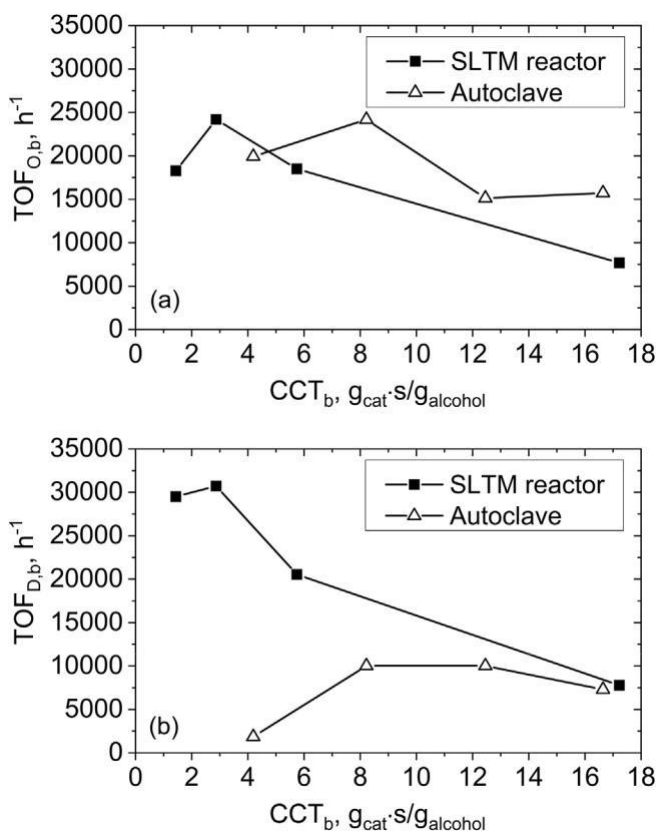 35000
30000
25000
20000
15000
10000
5000
0
TOF_O,b, h⁻¹
SLTM reactor
Autoclave
(a)
0 2 4 6 8 10 12 14 16 18
CCT_b, g_cat·s/g_alcohol
35000
30000
25000
20000
15000
10000
5000
0
TOF_D,b, h⁻¹
SLTM reactor
Autoclave
(b)
0 2 4 6 8 10 12 14 16 18
CCT_b, g_cat·s/g_alcohol